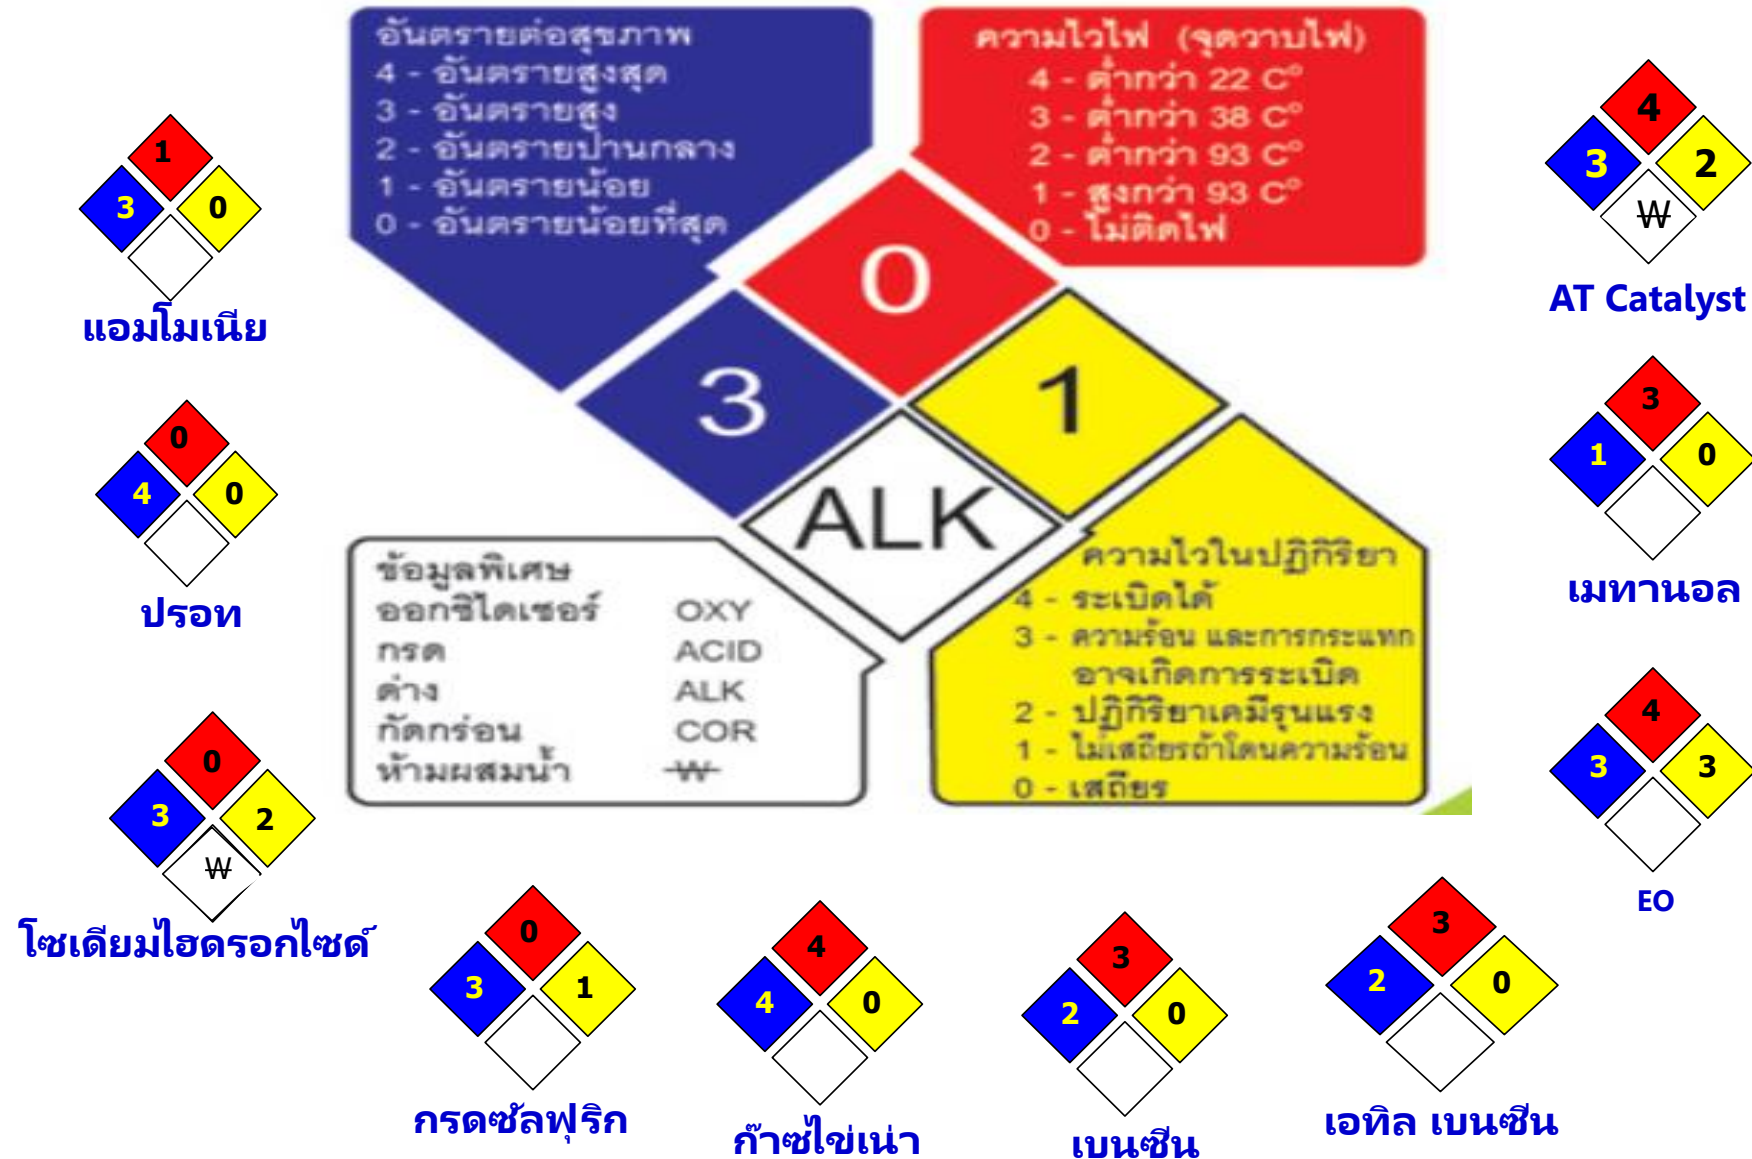 อันตรายต่อสุขภาพ
4 - อันตรายสูงสุด
3 - อันตรายสูง
2 - อันตรายปานกลาง
1 - อันตรายน้อย
0 - อันตรายน้อยที่สุด
ความไวไฟ (จุดวาบไฟ)
4 - ต่ำกว่า 22 C°
3 - ต่ำกว่า 38 C°
2 - ต่ำกว่า 93 C°
1 - สูงกว่า 93 C°
0 - ไม่ติดไฟ
0
3
1
ALK
ข้อมูลพิเศษ
ออกซิไดเซอร์ OXY
กรด ACID
ด่าง ALK
กัดกร่อน COR
ห้ามผสมน้ำ W
ความไวในปฏิกิริยา
4 - ระเบิดได้
3 - ความร้อน และการกระแทก
อาจเกิดการระเบิด
2 - ปฏิกิริยาเคมีรุนแรง
1 - ไม่เสถียรถ้าโดนความร้อน
0 - เสถียร
1
3 0
แอมโมเนีย
0
4 0
ปรอท
0
3 2
W
โซเดียมไฮดรอกไซด์
0
3 1
กรดซัลฟุริก
4
4 0
ก๊าซไข่เน่า
3
2 0
เบนซีน
3
2 0
เอทิล เบนซีน
4
3 2
W
AT Catalyst
3
1 0
เมทานอล
4
3 3
EO